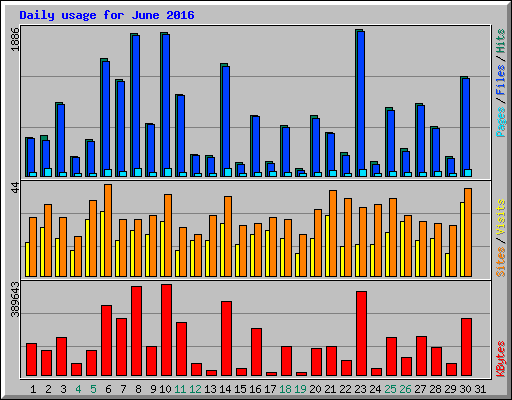 Daily usage for June 2016
1886
Pages/Files/Hits
44
Sites/Visits
389643
KBytes
1 2 3 4 5 6 7 8 9 10 11 12 13 14 15 16 17 18 19 20 21 22 23 24 25 26 27 28 29 30 31